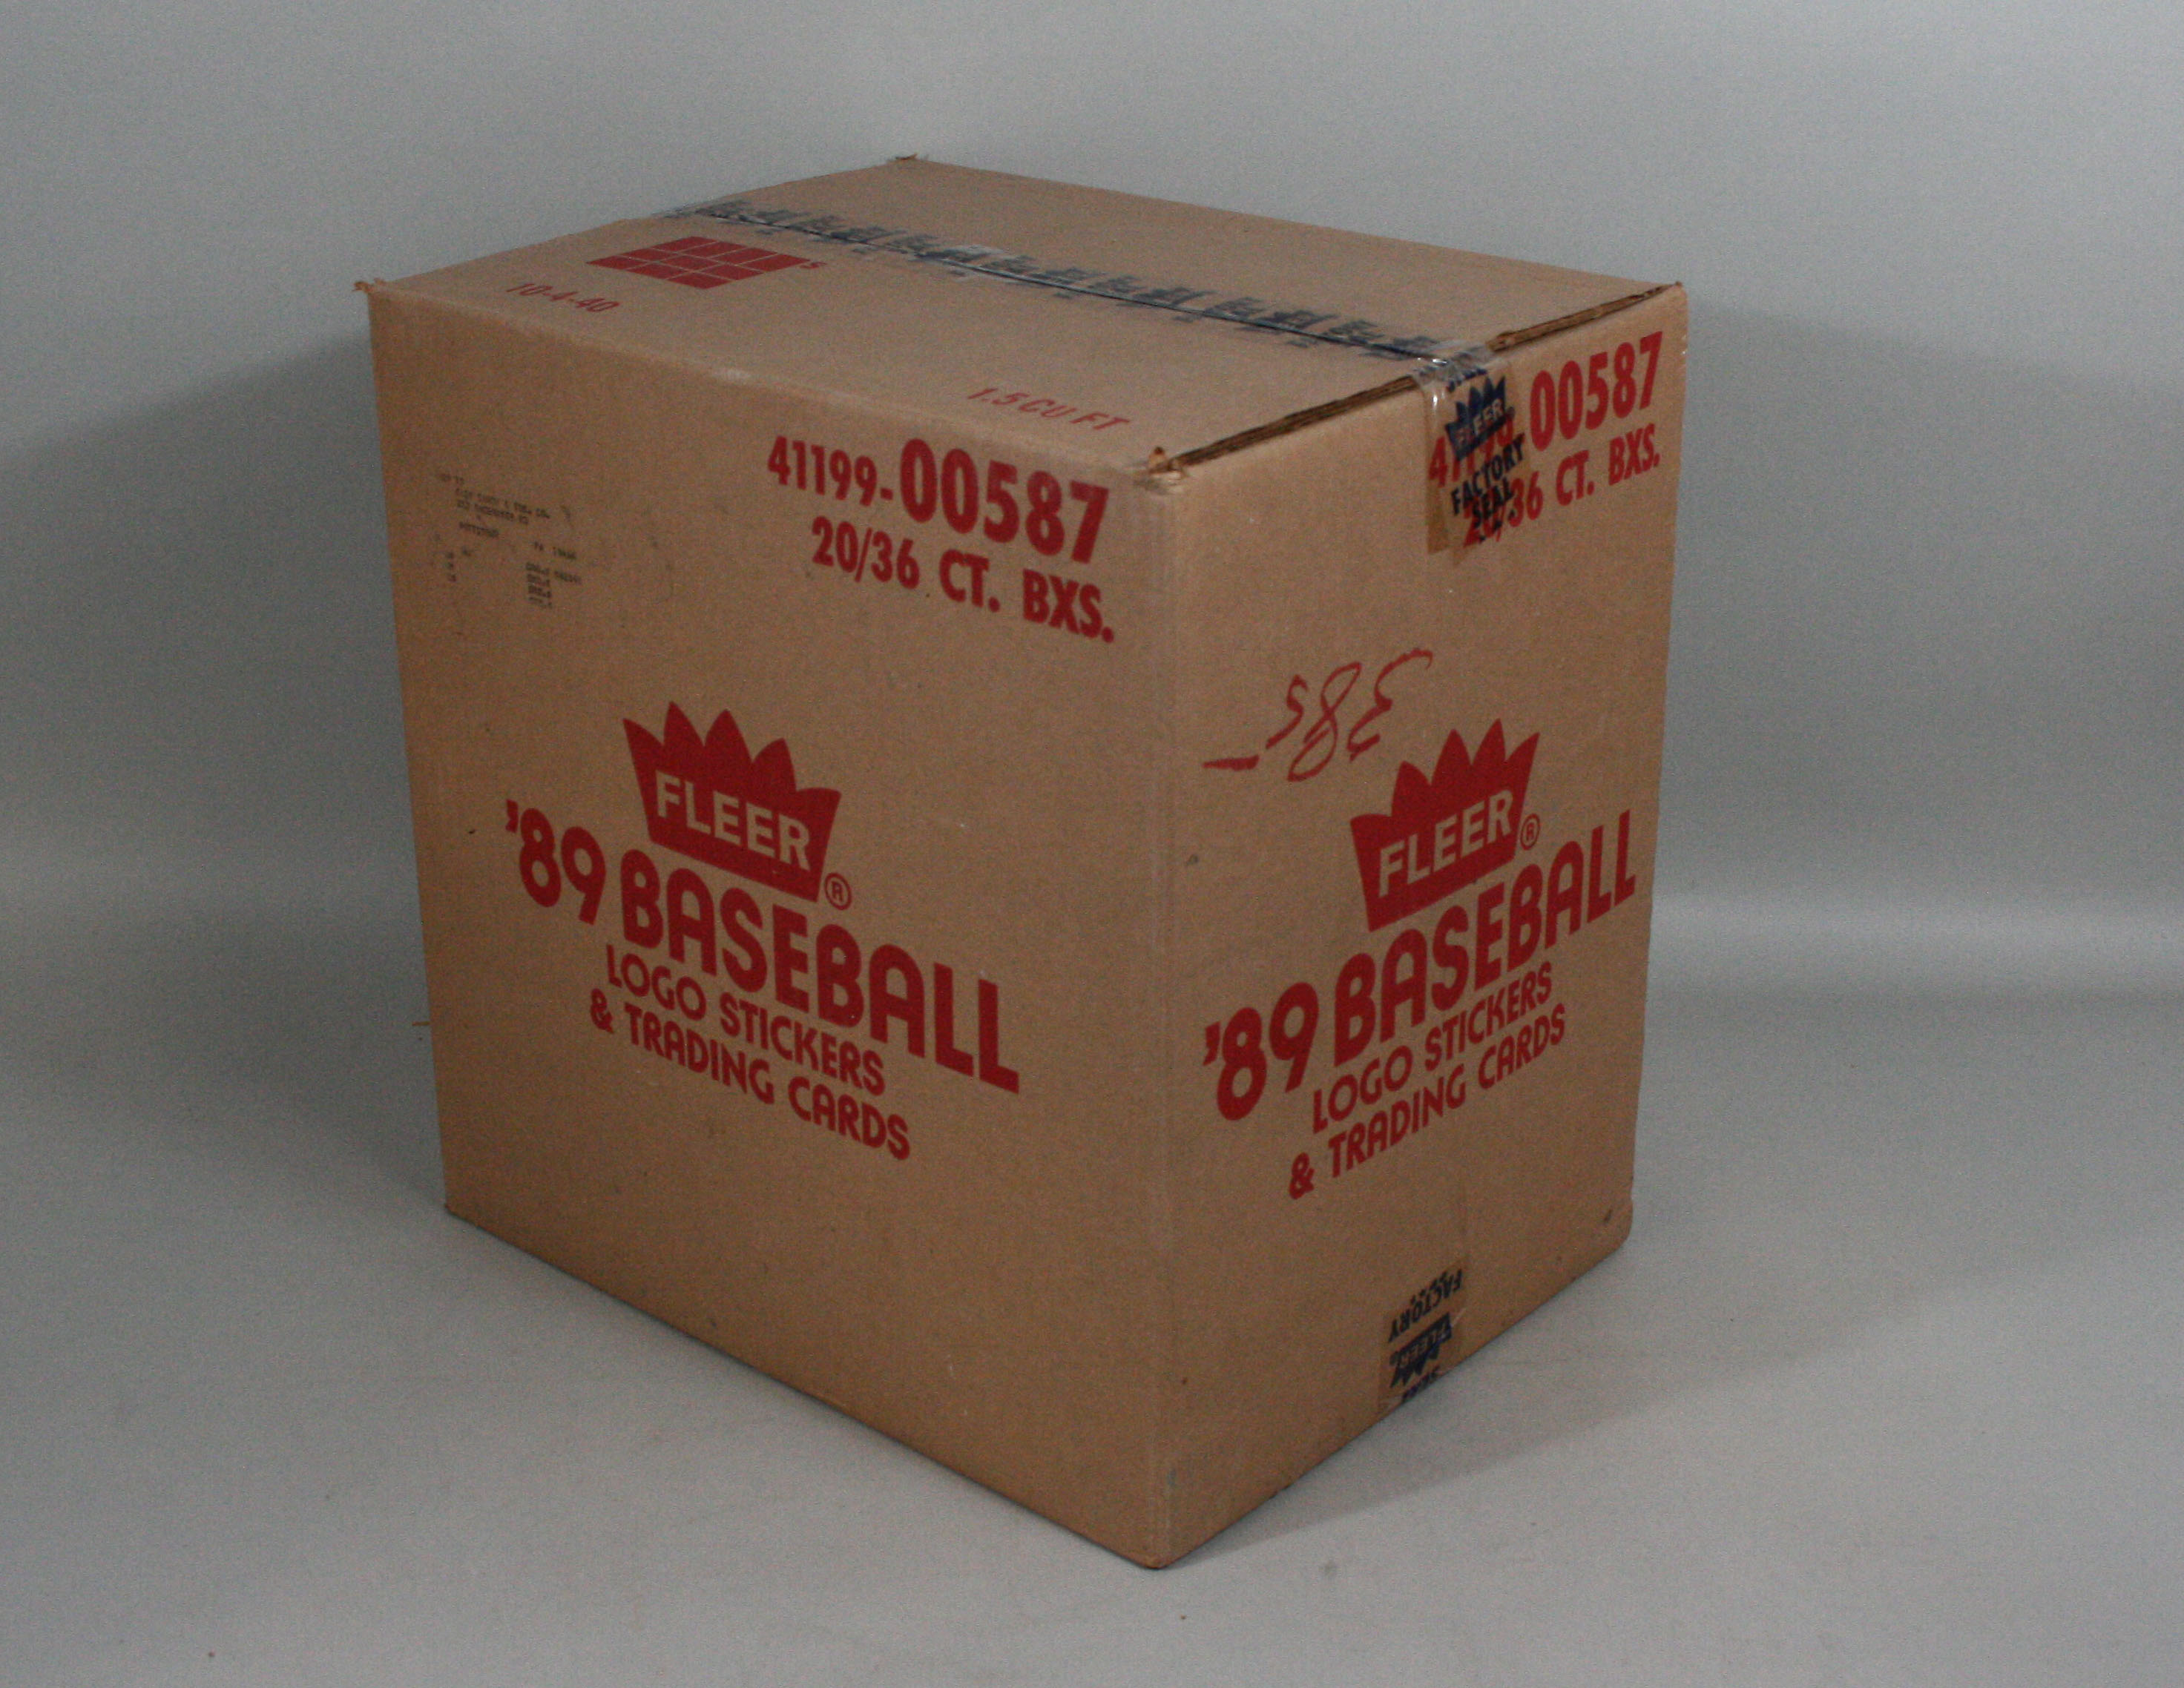 10-4-40
1.5 CU FT
41199-00587
20/36 CT. BXS.
FLEER®
'89 BASEBALL
LOGO STICKERS
& TRADING CARDS
00587
36 CT. BXS.
FLEER
FACTORY
SEAL
385-
FLEER®
'89 BASEBALL
LOGO STICKERS
& TRADING CARDS
FACTORY
FLEER